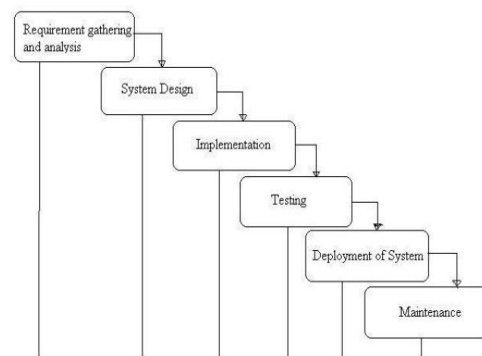 Requirement gathering
and analysis
System Design
Implementation
Testing
Deployment of System
Maintenance